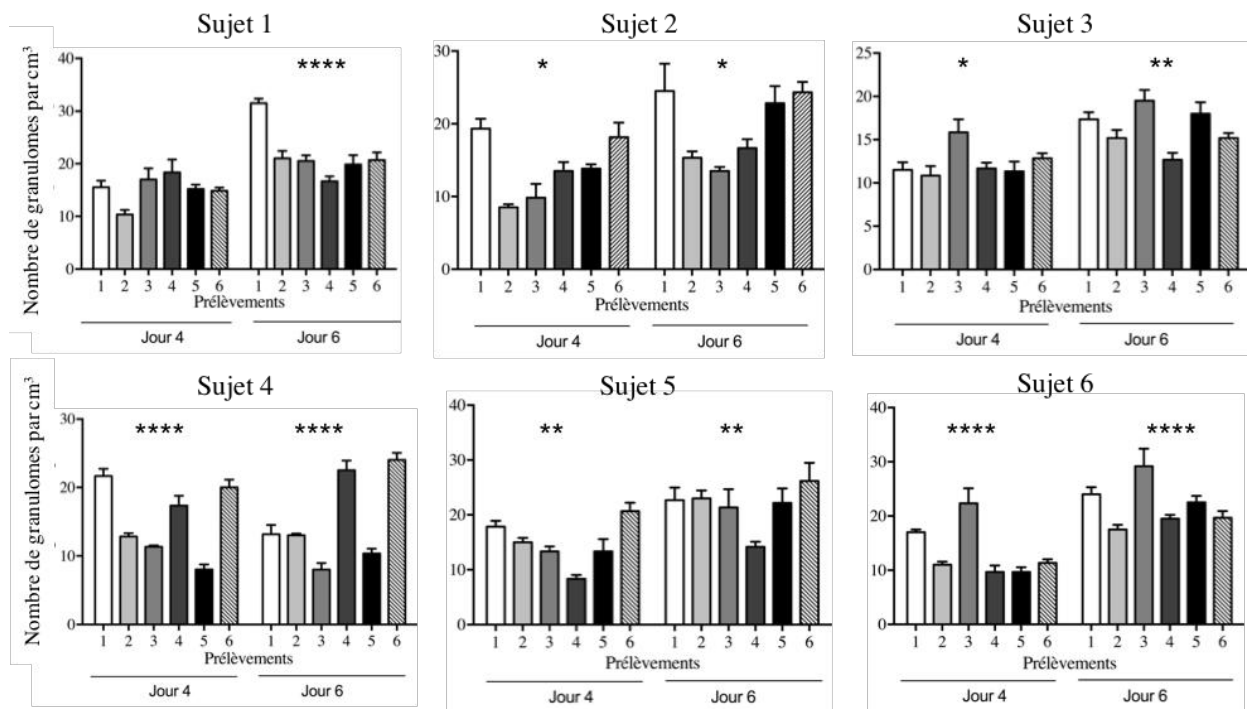 Sujet 1
Nombre de granulomes par cm³
40
30
20
10
0
****
1 2 3 4 5 6 1 2 3 4 5 6
Prélèvements
Jour 4 Jour 6
Sujet 2
30
20
10
0
* *
1 2 3 4 5 6 1 2 3 4 5 6
Prélèvements
Jour 4 Jour 6
Sujet 3
25
20
15
10
5
0
* **
1 2 3 4 5 6 1 2 3 4 5 6
Prélèvements
Jour 4 Jour 6
Sujet 4
Nombre de granulomes par cm³
30
20
10
0
**** ****
1 2 3 4 5 6 1 2 3 4 5 6
Prélèvements
Jour 4 Jour 6
Sujet 5
40
30
20
10
0
** **
1 2 3 4 5 6 1 2 3 4 5 6
Prélèvements
Jour 4 Jour 6
Sujet 6
40
30
20
10
0
**** ****
1 2 3 4 5 6 1 2 3 4 5 6
Prélèvements
Jour 4 Jour 6